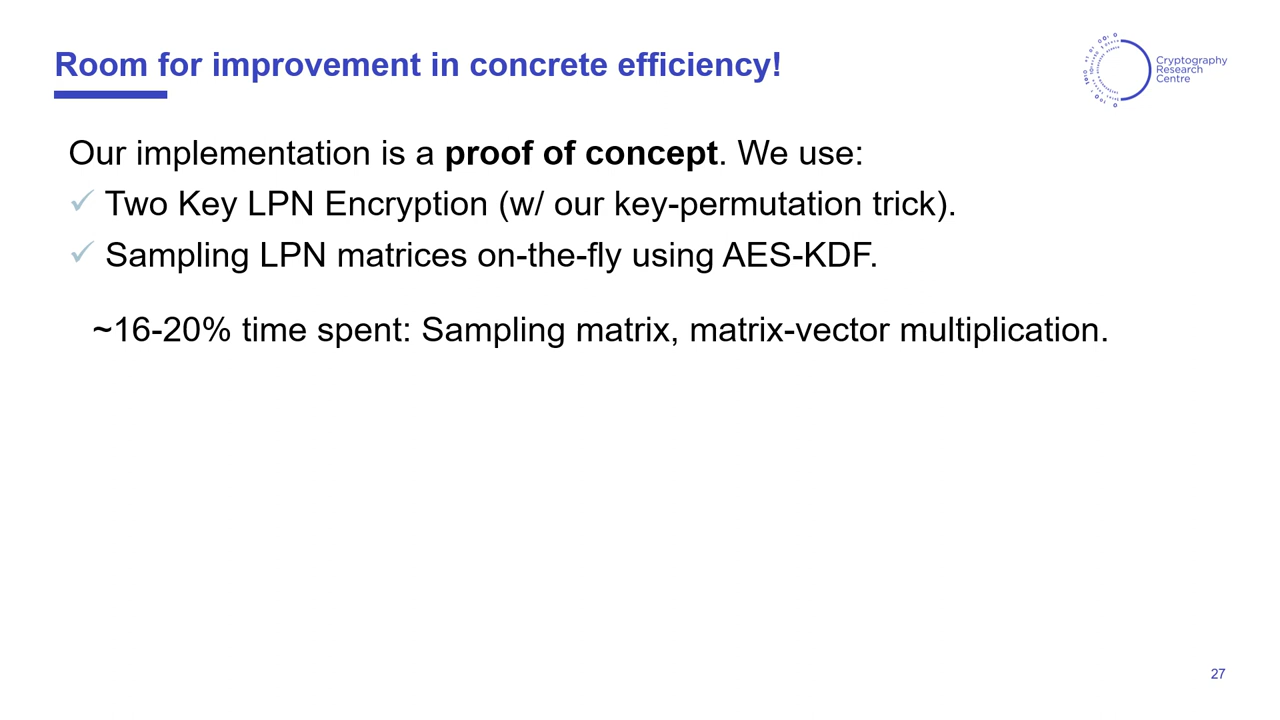 Room for improvement in concrete efficiency!
Cryptography
Research
Centre
Our implementation is a proof of concept. We use:
✓ Two Key LPN Encryption (w/ our key-permutation trick).
✓ Sampling LPN matrices on-the-fly using AES-KDF.
~16-20% time spent: Sampling matrix, matrix-vector multiplication.
27